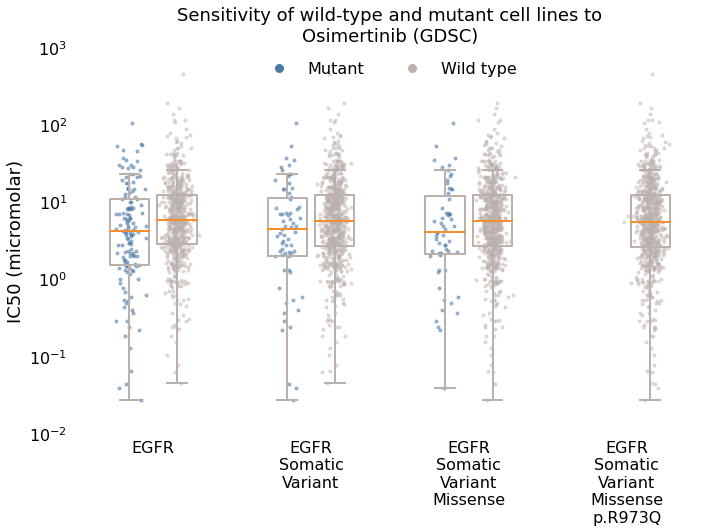 Sensitivity of wild-type and mutant cell lines to
Osimertinib (GDSC)
Mutant
Wild type
IC50 (micromolar)
10³
10²
10¹
10⁰
10⁻¹
10⁻²
EGFR
EGFR
Somatic
Variant
EGFR
Somatic
Variant
Missense
EGFR
Somatic
Variant
Missense
p.R973Q